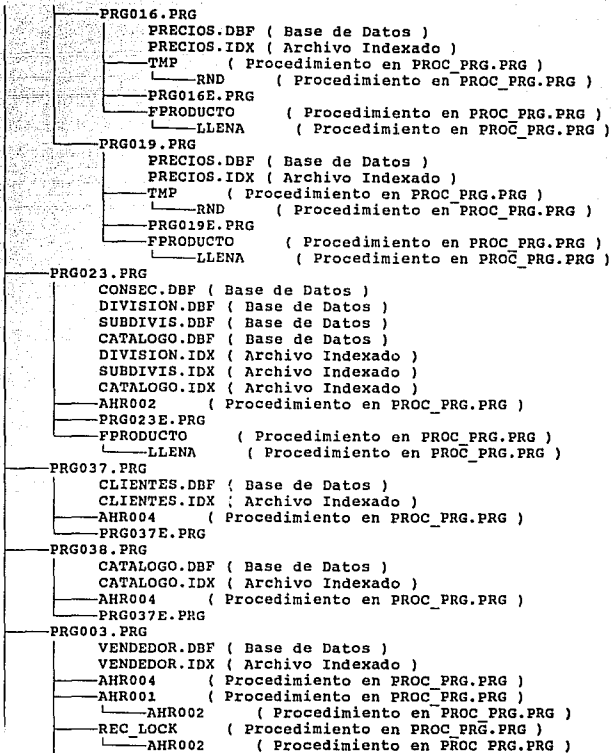 PRG016.PRG
PRECIOS.DBF ( Base de Datos )
PRECIOS.IDX ( Archivo Indexado )
TMP ( Procedimiento en PROC_PRG.PRG )
RND ( Procedimiento en PROC_PRG.PRG )
PRG016E.PRG
FPRODUCTO ( Procedimiento en PROC_PRG.PRG )
LLENA ( Procedimiento en PROC_PRG.PRG )
PRG019.PRG
PRECIOS.DBF ( Base de Datos )
PRECIOS.IDX ( Archivo Indexado )
TMP ( Procedimiento en PROC_PRG.PRG )
RND ( Procedimiento en PROC_PRG.PRG )
PRG019E.PRG
FPRODUCTO ( Procedimiento en PROC_PRG.PRG )
LLENA ( Procedimiento en PROC_PRG.PRG )
PRG023.PRG
CONSEC.DBF ( Base de Datos )
DIVISION.DBF ( Base de Datos )
SUBDIVIS.DBF ( Base de Datos )
CATALOGO.DBF ( Base de Datos )
DIVISION.IDX ( Archivo Indexado )
SUBDIVIS.IDX ( Archivo Indexado )
CATALOGO.IDX ( Archivo Indexado )
AHR002 ( Procedimiento en PROC_PRG.PRG )
PRG023E.PRG
FPRODUCTO ( Procedimiento en PROC_PRG.PRG )
LLENA ( Procedimiento en PROC_PRG.PRG )
PRG037.PRG
CLIENTES.DBF ( Base de Datos )
CLIENTES.IDX ( Archivo Indexado )
AHR004 ( Procedimiento en PROC_PRG.PRG )
PRG037E.PRG
PRG038.PRG
CATALOGO.DBF ( Base de Datos )
CATALOGO.IDX ( Archivo Indexado )
AHR004 ( Procedimiento en PROC_PRG.PRG )
PRG037E.PRG
PRG003.PRG
VENDEDOR.DBF ( Base de Datos )
VENDEDOR.IDX ( Archivo Indexado )
AHR004 ( Procedimiento en PROC_PRG.PRG )
AHR001 ( Procedimiento en PROC_PRG.PRG )
AHR002 ( Procedimiento en PROC_PRG.PRG )
REC_LOCK ( Procedimiento en PROC_PRG.PRG )
AHR002 ( Procedimiento en PROC_PRG.PRG )